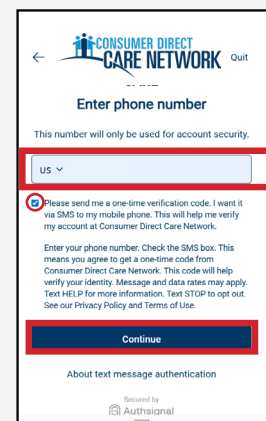 CONSUMER DIRECT
CARE NETWORK
Quit
Enter phone number
This number will only be used for account security.
US
Please send me a one-time verification code. I want it
via SMS to my mobile phone. This will help me verify
my account at Consumer Direct Care Network.
Enter your phone number. Check the SMS box. This
means you agree to get a one-time code from
Consumer Direct Care Network. This code will help
verify your identity. Message and data rates may apply.
Text HELP for more information. Text STOP to opt out.
See our Privacy Policy and Terms of Use.
Continue
About text message authentication
Secured by
Authsignal